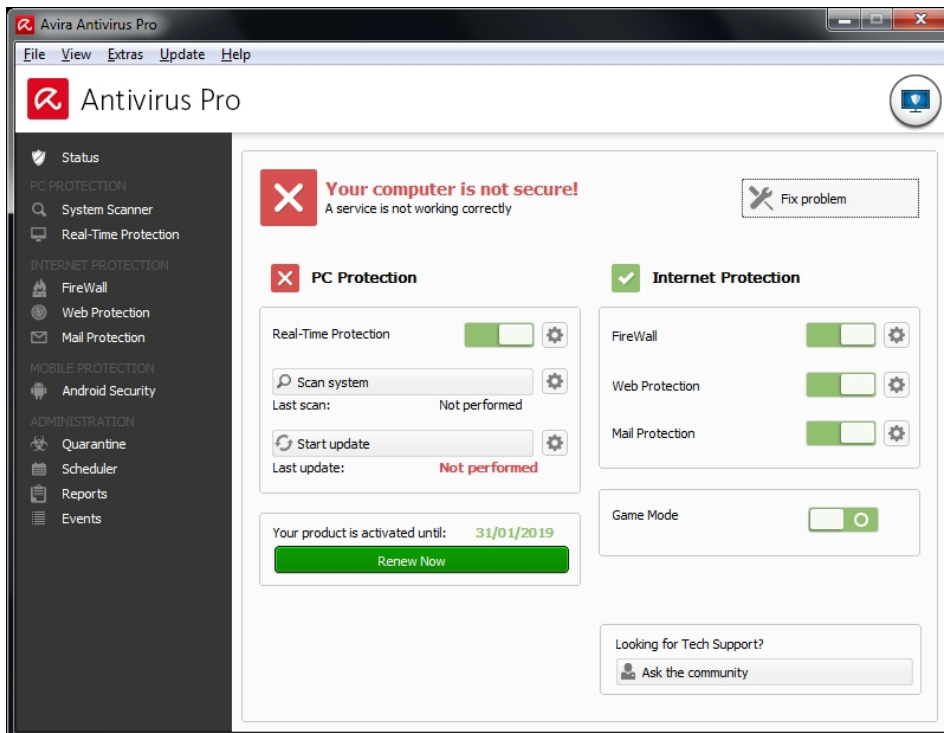 Avira Antivirus Pro
File View Extras Update Help
Antivirus Pro
Status
PC PROTECTION
System Scanner
Real-Time Protection
INTERNET PROTECTION
FireWall
Web Protection
Mail Protection
MOBILE PROTECTION
Android Security
ADMINISTRATION
Quarantine
Scheduler
Reports
Events
Your computer is not secure!
A service is not working correctly
Fix problem
PC Protection
Real-Time Protection
Scan system
Last scan: Not performed
Start update
Last update: Not performed
Your product is activated until: 31/01/2019
Renew Now
Internet Protection
FireWall
Web Protection
Mail Protection
Game Mode
Looking for Tech Support?
Ask the community